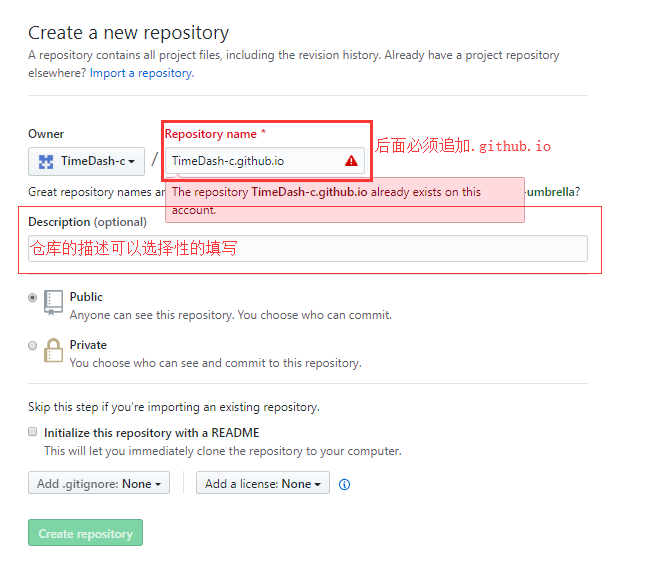 Create a new repository
A repository contains all project files, including the revision history. Already have a project repository
elsewhere? Import a repository.
Owner
Repository name *
TimeDash-c
/
TimeDash-c.github.io
后面必须追加.github.io
Great repository names ar
-umbrella?
The repository TimeDash-c.github.io already exists on this
account.
Description (optional)
仓库的描述可以选择性的填写
Public
Anyone can see this repository. You choose who can commit.
Private
You choose who can see and commit to this repository.
Skip this step if you're importing an existing repository.
Initialize this repository with a README
This will let you immediately clone the repository to your computer.
Add .gitignore: None
Add a license: None
Create repository